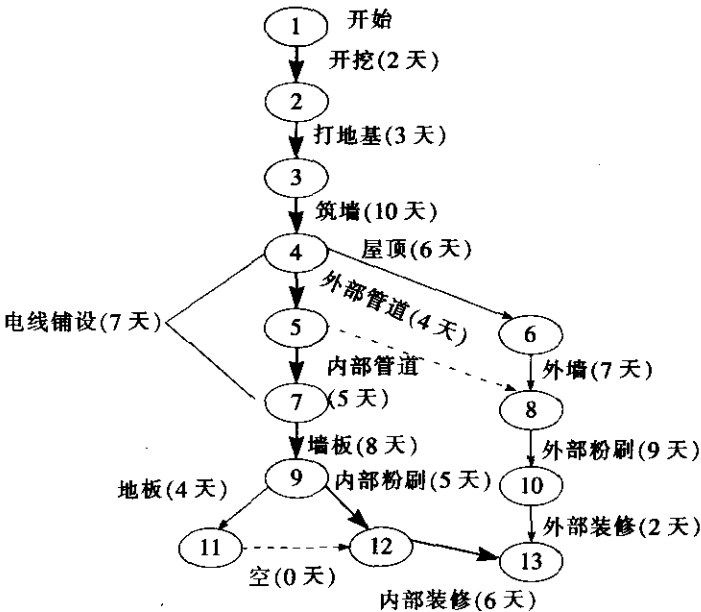 1 开始
开挖(2天)
2
打地基(3天)
3
筑墙(10天)
4 屋顶(6天)
外部管道(4天)
电线铺设(7天)
5
6
内部管道
(5天)
外墙(7天)
7
8
墙板(8天)
外部粉刷(9天)
地板(4天)
9 内部粉刷(5天)
10
外部装修(2天)
11
12
13
空(0天)
内部装修(6天)